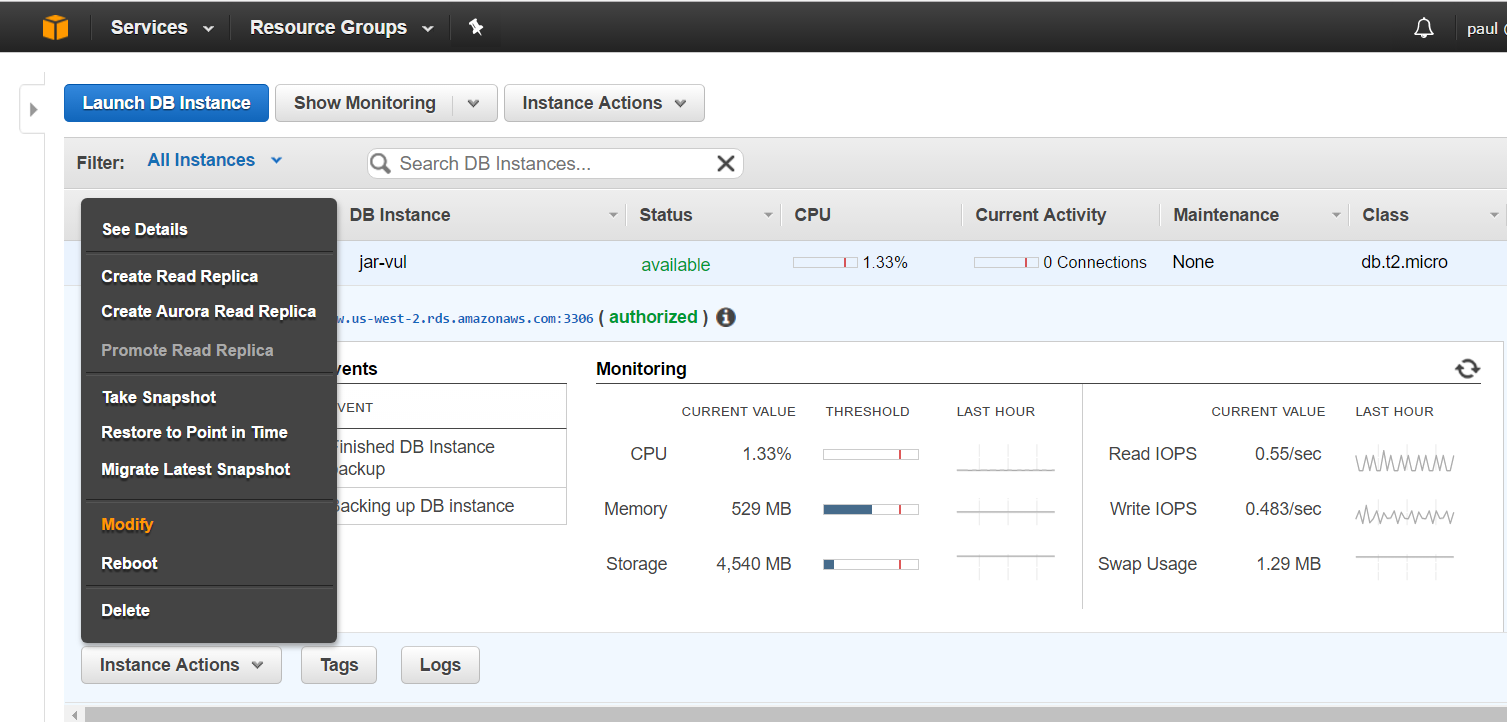 Services Resource Groups paul
Launch DB Instance Show Monitoring Instance Actions
Filter: All Instances Search DB Instances...
DB Instance Status CPU Current Activity Maintenance Class
jar-vul available 1.33% 0 Connections None db.t2.micro
w.us-west-2.rds.amazonaws.com:3306 ( authorized )
See Details
Create Read Replica
Create Aurora Read Replica
Promote Read Replica
Take Snapshot
Restore to Point in Time
Migrate Latest Snapshot
Modify
Reboot
Delete
vents
VENT
Finished DB Instance
backup
Backing up DB instance
Monitoring
CURRENT VALUE THRESHOLD LAST HOUR
CPU 1.33%
Memory 529 MB
Storage 4,540 MB
CURRENT VALUE LAST HOUR
Read IOPS 0.55/sec
Write IOPS 0.483/sec
Swap Usage 1.29 MB
Instance Actions Tags Logs